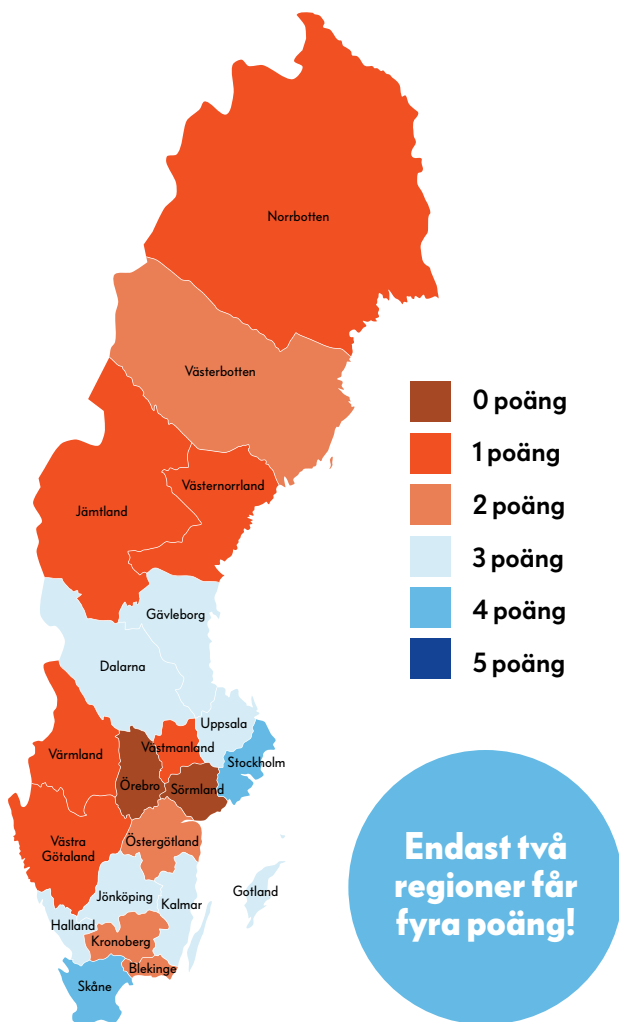 Norrbotten
Västerbotten
Västernorrland
Jämtland
Gävleborg
Dalarna
Uppsala
Västmanland
Värmland
Stockholm
Örebro
Sörmland
Västra
Götaland
Östergötland
Jönköping
Gotland
Kalmar
Halland
Kronoberg
Blekinge
Skåne
0 poäng
1 poäng
2 poäng
3 poäng
4 poäng
5 poäng
Endast två
regioner får
fyra poäng!